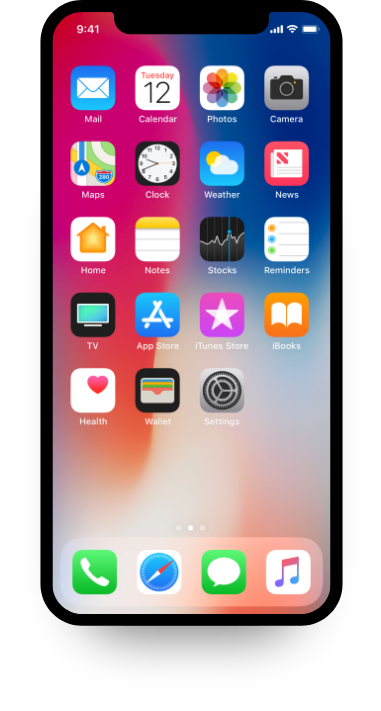 9:41
Tuesday
12
Mail Calendar Photos Camera
280
Maps Clock Weather News
Home Notes Stocks Reminders
TV App Store iTunes Store iBooks
Health Wallet Settings